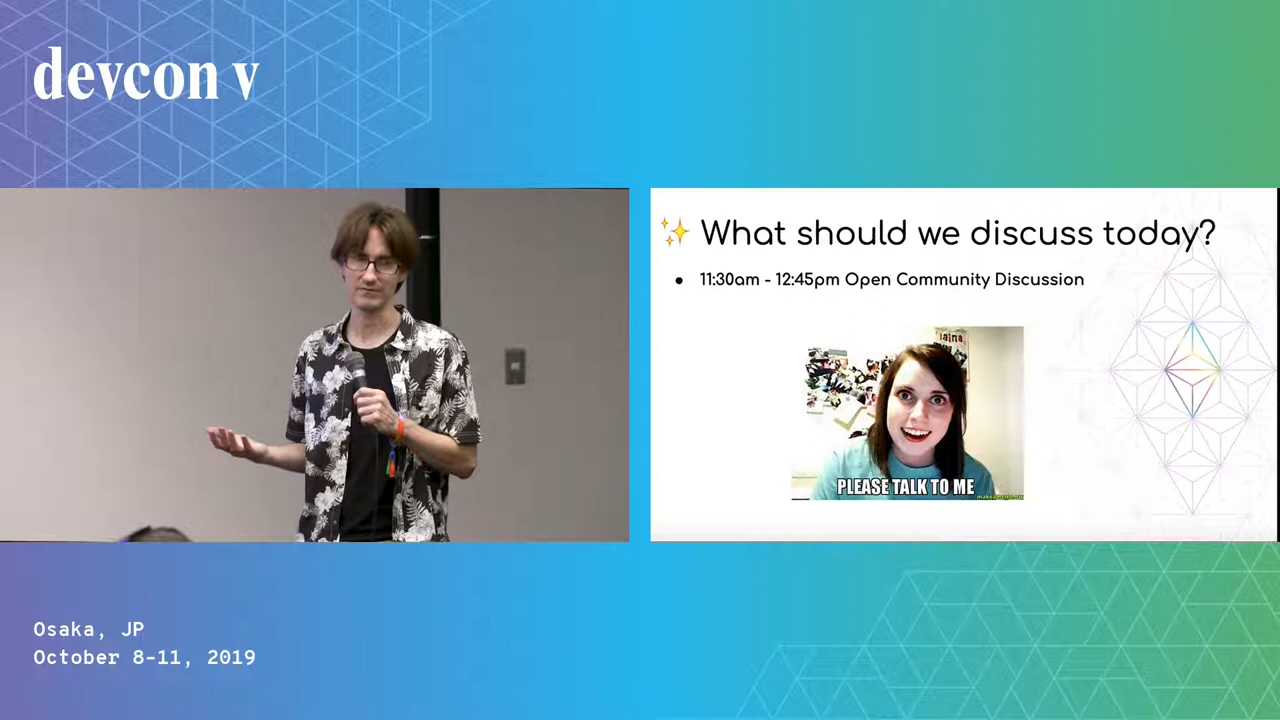 devcon v
✨ What should we discuss today?
● 11:30am - 12:45pm Open Community Discussion
laina
PLEASE TALK TO ME
Osaka, JP
October 8-11, 2019